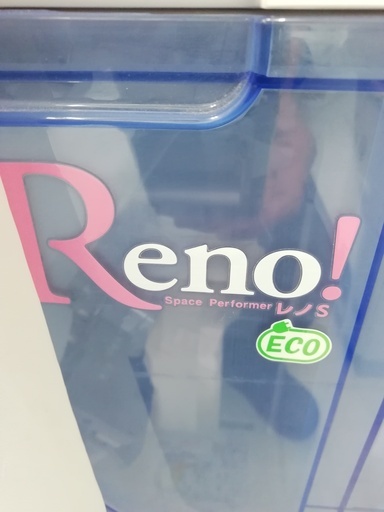 Reno!
Space Performer レノS
ECO